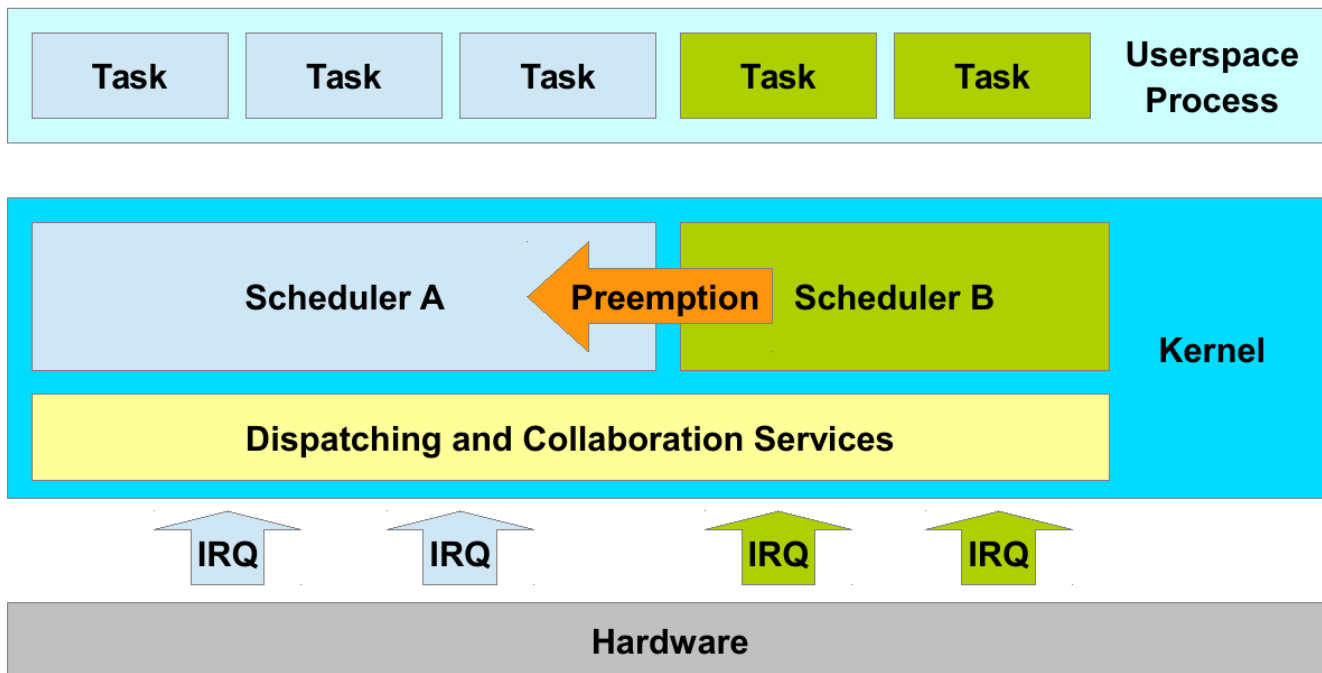 Task
Task
Task
Task
Task
Userspace
Process
Scheduler A
Preemption
Scheduler B
Kernel
Dispatching and Collaboration Services
IRQ
IRQ
IRQ
IRQ
Hardware